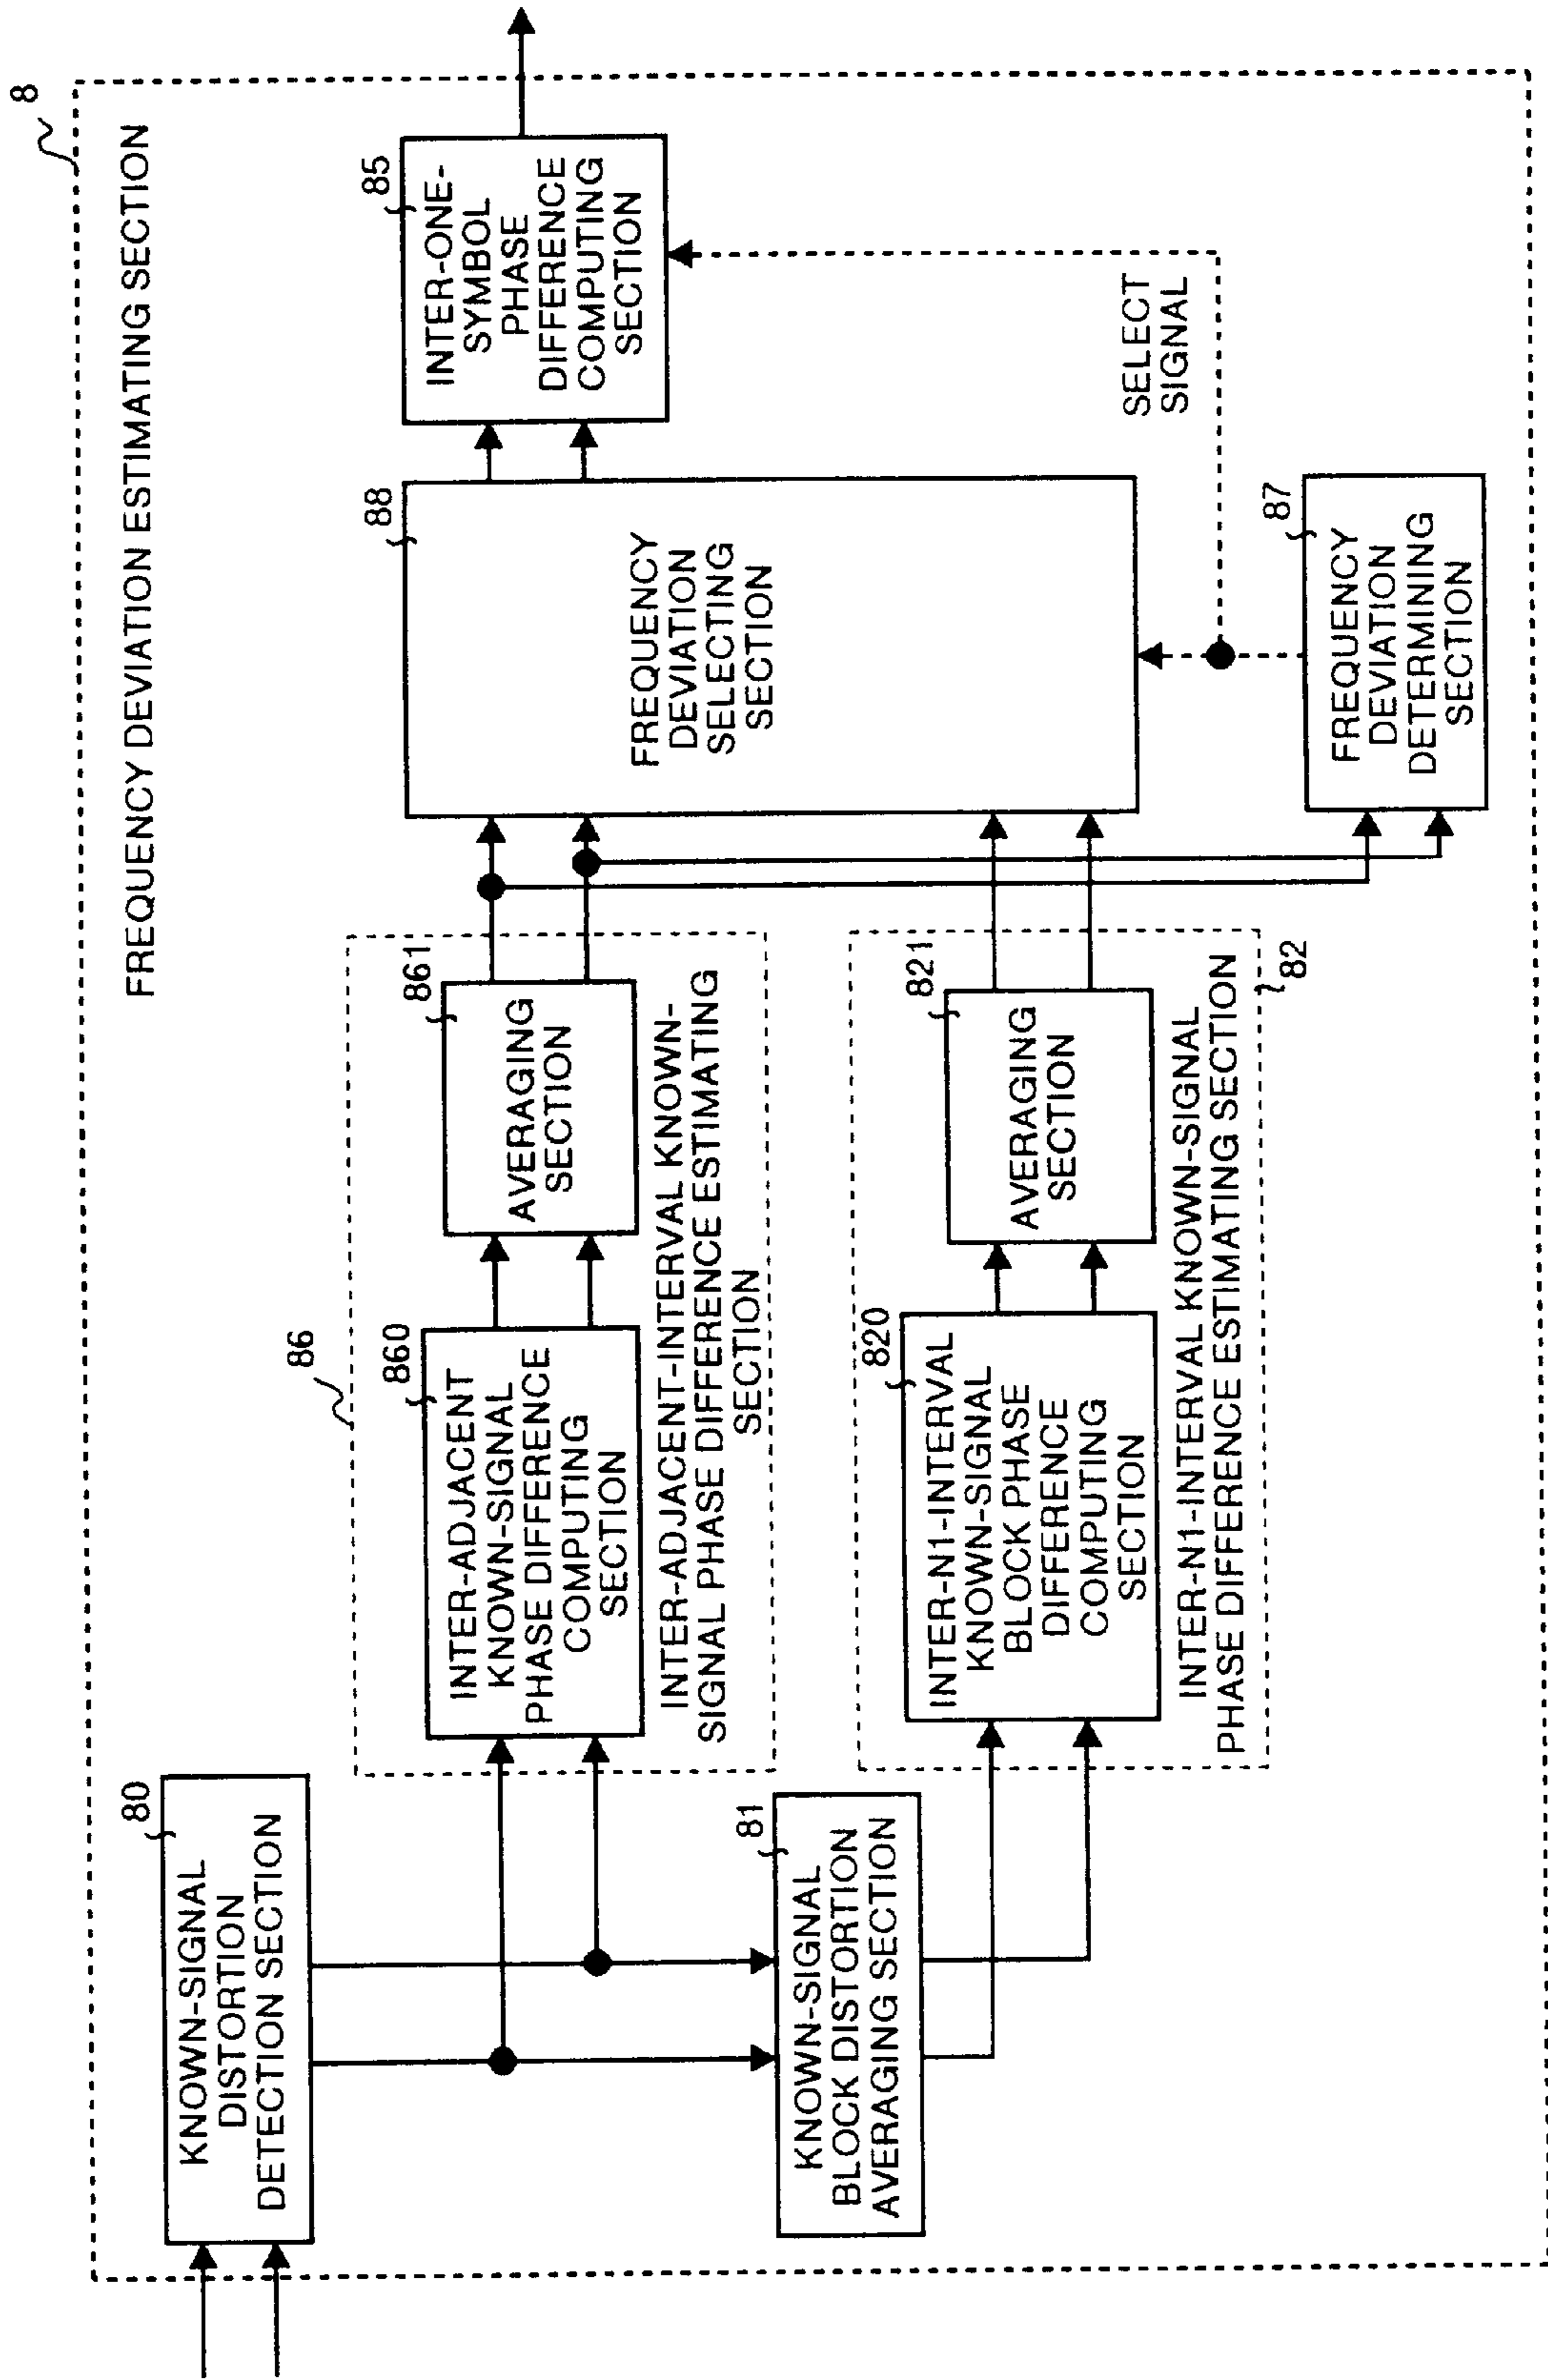 8
FREQUENCY DEVIATION ESTIMATING SECTION
80
KNOWN-SIGNAL
DISTORTION
DETECTION SECTION
86
860
INTER-ADJACENT
KNOWN-SIGNAL
PHASE DIFFERENCE
COMPUTING
SECTION
861
AVERAGING
SECTION
INTER-ADJACENT-INTERVAL KNOWN-
SIGNAL PHASE DIFFERENCE ESTIMATING
SECTION
88
FREQUENCY
DEVIATION
SELECTING
SECTION
85
INTER-ONE-
SYMBOL
PHASE
DIFFERENCE
COMPUTING
SECTION
81
KNOWN-SIGNAL
BLOCK DISTORTION
AVERAGING SECTION
820
INTER-N1-INTERVAL
KNOWN-SIGNAL
BLOCK PHASE
DIFFERENCE
COMPUTING
SECTION
821
AVERAGING
SECTION
INTER-N1-INTERVAL KNOWN-SIGNAL
PHASE DIFFERENCE ESTIMATING SECTION
82
SELECT
SIGNAL
87
FREQUENCY
DEVIATION
DETERMINING
SECTION